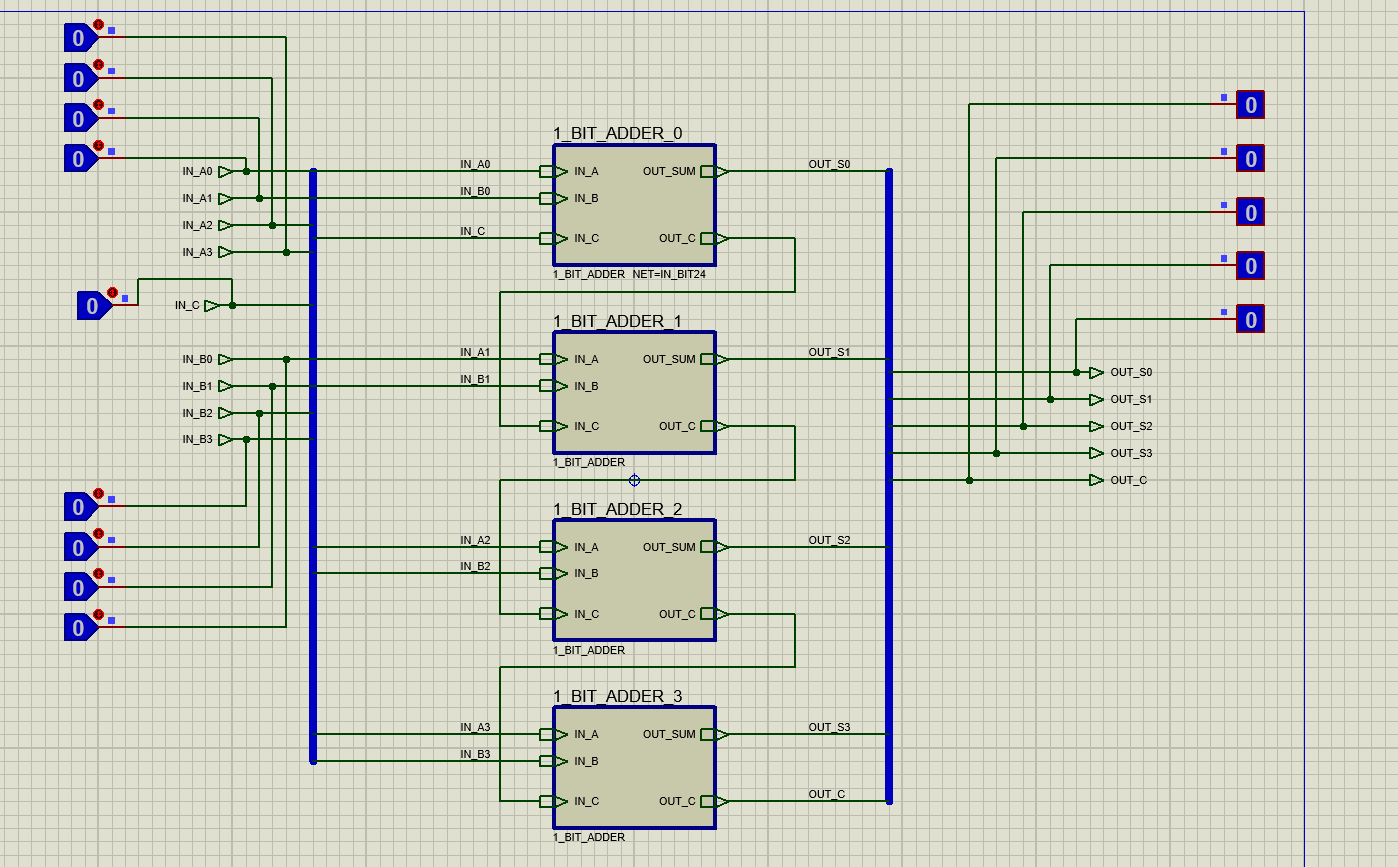 0
0
0
0
IN_A0
IN_A1
IN_A2
IN_A3
0
IN_C
IN_B0
IN_B1
IN_B2
IN_B3
0
0
0
0
1_BIT_ADDER_0
IN_A0
IN_A
OUT_SUM
OUT_S0
IN_B0
IN_B
IN_C
IN_C
OUT_C
1_BIT_ADDER NET=IN_BIT24
1_BIT_ADDER_1
IN_A1
IN_A
OUT_SUM
OUT_S1
IN_B1
IN_B
IN_C
OUT_C
1_BIT_ADDER
1_BIT_ADDER_2
IN_A2
IN_A
OUT_SUM
OUT_S2
IN_B2
IN_B
IN_C
OUT_C
1_BIT_ADDER
1_BIT_ADDER_3
IN_A3
IN_A
OUT_SUM
OUT_S3
IN_B3
IN_B
IN_C
OUT_C
OUT_C
1_BIT_ADDER
0
0
0
0
0
OUT_S0
OUT_S1
OUT_S2
OUT_S3
OUT_C